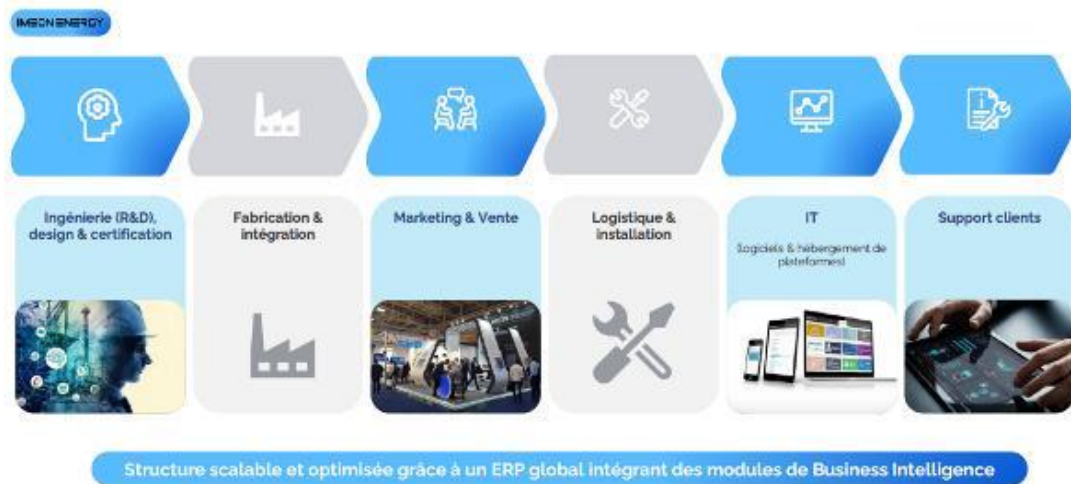 IMEON ENERGY
Ingénierie (R&D),
design & certification
Fabrication &
intégration
Marketing & Vente
Logistique &
installation
IT
(Logiciels & hébergement de
plateformes)
Support clients
Structure scalable et optimisée grâce à un ERP global intégrant des modules de Business Intelligence